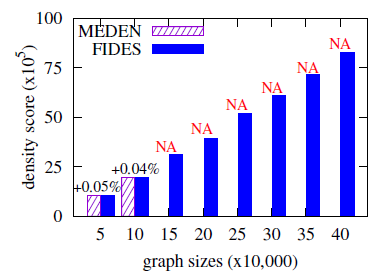 100
75
50
25
0
density score (x10^5)
MEDEN
FIDES
+0.05%
+0.04%
NA
NA
NA
NA
NA
NA
5 10 15 20 25 30 35 40
graph sizes (x10,000)